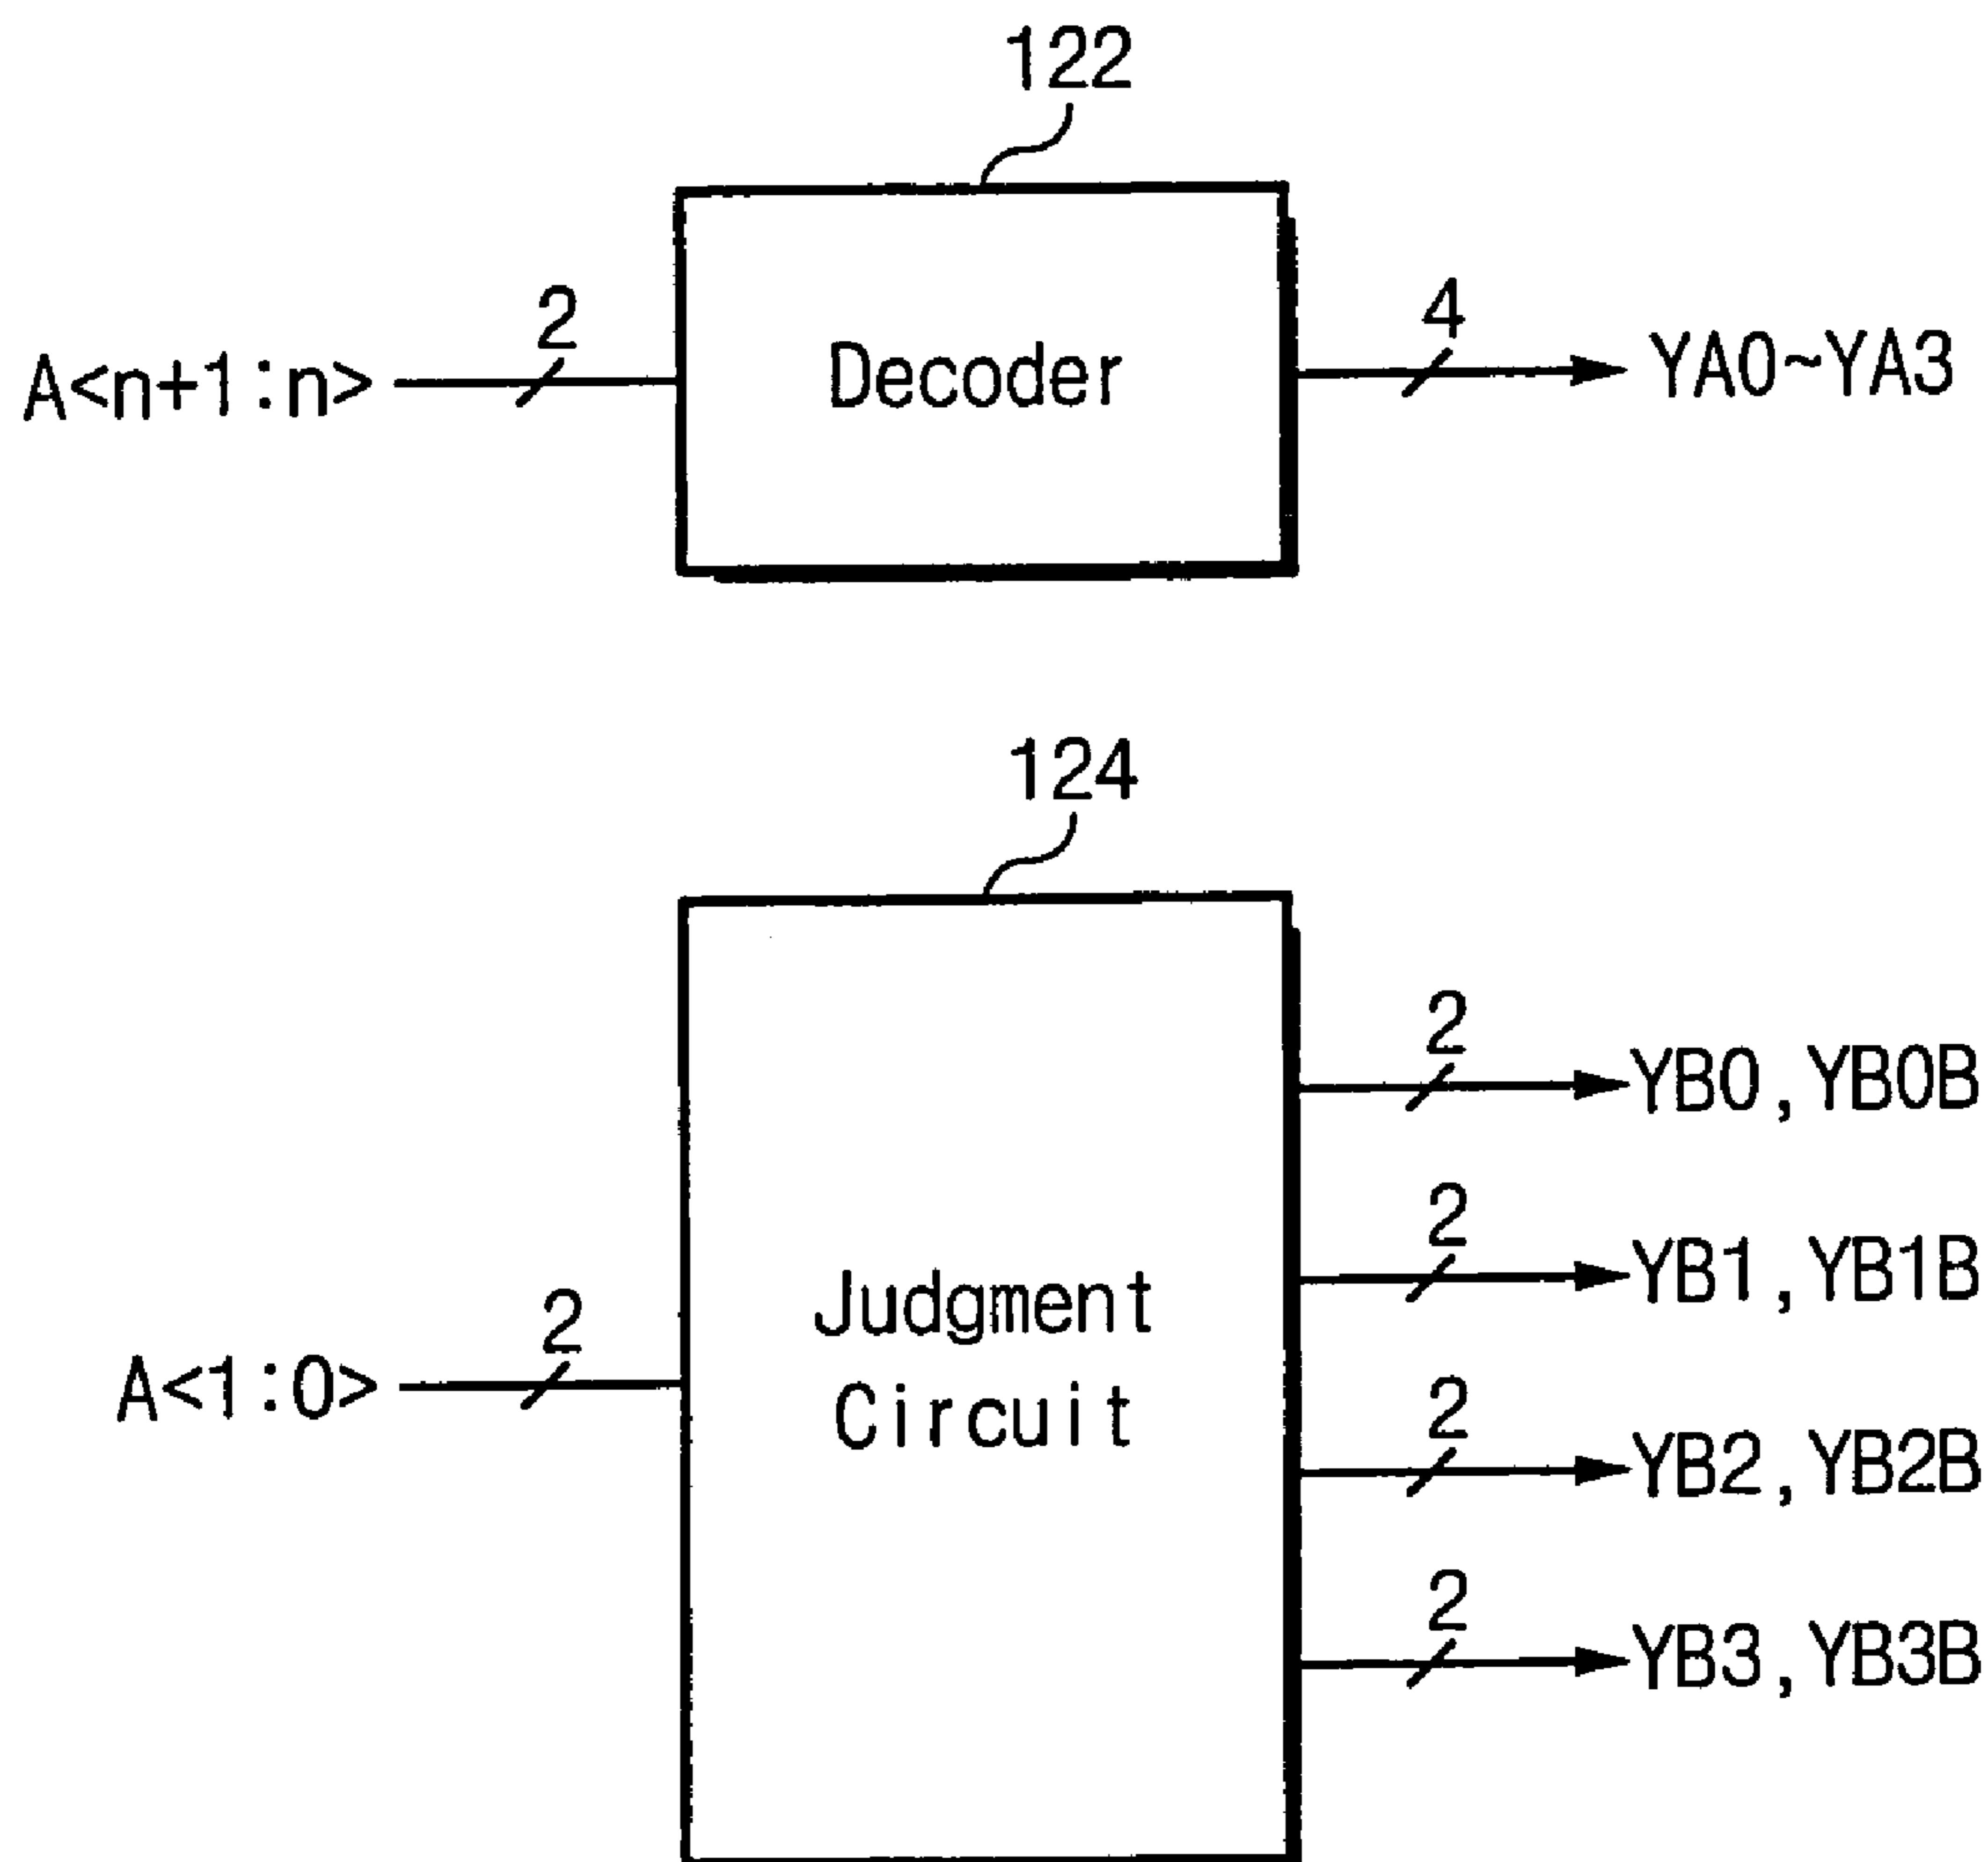 122
2
4
A<n+1:n>
Decoder
YA0~YA3
124
2
YB0,YB0B
2
YB1,YB1B
Judgment
2
A<1:0>
Circuit
2
YB2,YB2B
2
YB3,YB3B